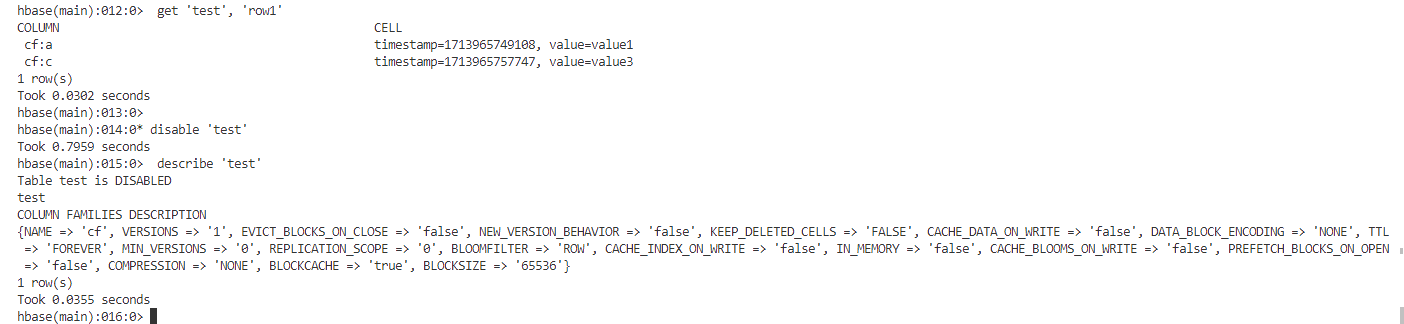 hbase(main):012:0>  get 'test', 'row1'
COLUMN                                              CELL
 cf:a                                               timestamp=1713965749108, value=value1
 cf:c                                               timestamp=1713965757747, value=value3
1 row(s)
Took 0.0302 seconds
hbase(main):013:0>
hbase(main):014:0* disable 'test'
Took 0.7959 seconds
hbase(main):015:0>  describe 'test'
Table test is DISABLED
test
COLUMN FAMILIES DESCRIPTION
{NAME => 'cf', VERSIONS => '1', EVICT_BLOCKS_ON_CLOSE => 'false', NEW_VERSION_BEHAVIOR => 'false', KEEP_DELETED_CELLS => 'FALSE', CACHE_DATA_ON_WRITE => 'false', DATA_BLOCK_ENCODING => 'NONE', TTL
 => 'FOREVER', MIN_VERSIONS => '0', REPLICATION_SCOPE => '0', BLOOMFILTER => 'ROW', CACHE_INDEX_ON_WRITE => 'false', IN_MEMORY => 'false', CACHE_BLOOMS_ON_WRITE => 'false', PREFETCH_BLOCKS_ON_OPEN
 => 'false', COMPRESSION => 'NONE', BLOCKCACHE => 'true', BLOCKSIZE => '65536'}
1 row(s)
Took 0.0355 seconds
hbase(main):016:0>